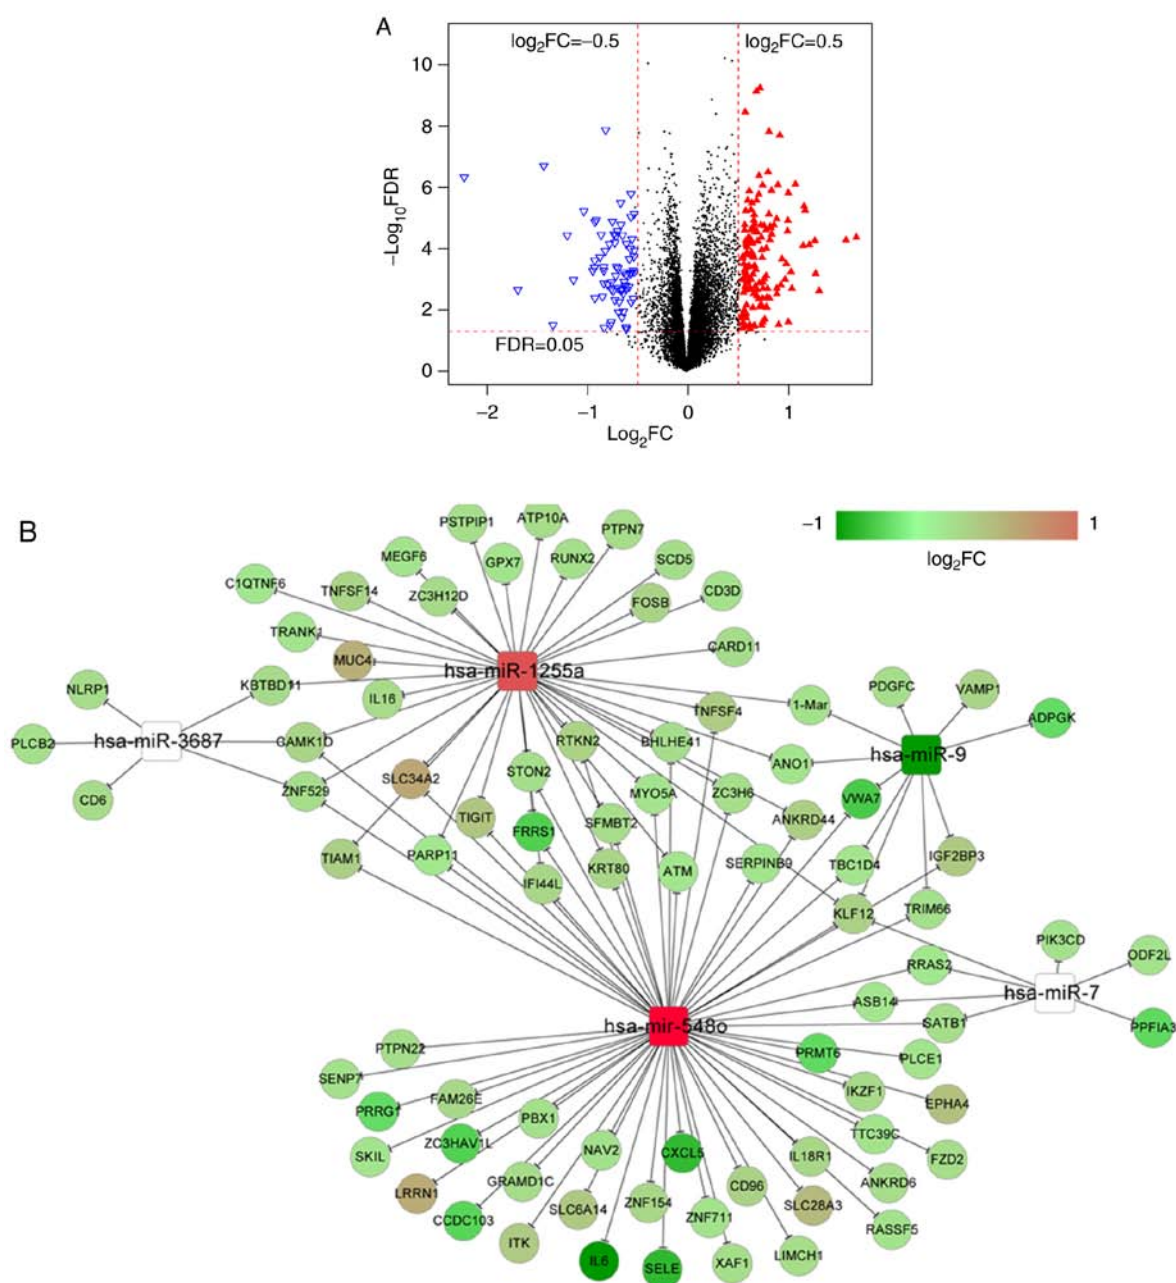 A
log2FC=−0.5
log2FC=0.5
10
8
6
4
2
0
−Log10FDR
FDR=0.05
−2
−1
0
1
Log2FC
B
−1
1
log2FC
PSTPIP1
ATP10A
PTPN7
MEGF6
GPX7
RUNX2
SCD5
C1QTNF6
TNFSF14
ZC3H12D
FOSB
CD3D
TRANK1
CARD11
MUC4
hsa-miR-1255a
NLRP1
KBTBD11
IL16
TNFSF4
1-Mar
PDGFC
VAMP1
ADPGK
PLCB2
hsa-miR-3687
CAMK1D
RTKN2
BHLHE41
hsa-miR-9
SLC34A2
STON2
ANO1
CD6
ZNF529
MYO5A
ZC3H6
VWA7
TIGIT
FRRS1
SFMBT2
ANKRD44
TIAM1
PARP11
KRT80
ATM
SERPINB9
TBC1D4
IGF2BP3
IFI44L
KLF12
TRIM66
PIK3CD
ODF2L
RRAS2
hsa-miR-7
ASB14
SATB1
PPFIA3
hsa-mir-548o
PTPN22
PRMT6
PLCE1
SENP7
FAM26E
IKZF1
EPHA4
PRRG1
PBX1
TTC39C
ZC3HAV1L
SKIL
NAV2
CXCL5
IL18R1
FZD2
LRRN1
GRAMD1C
CD96
ANKRD6
CCDC103
SLC6A14
ZNF154
ZNF711
SLC28A3
RASSF5
ITK
IL6
SELE
XAF1
LIMCH1